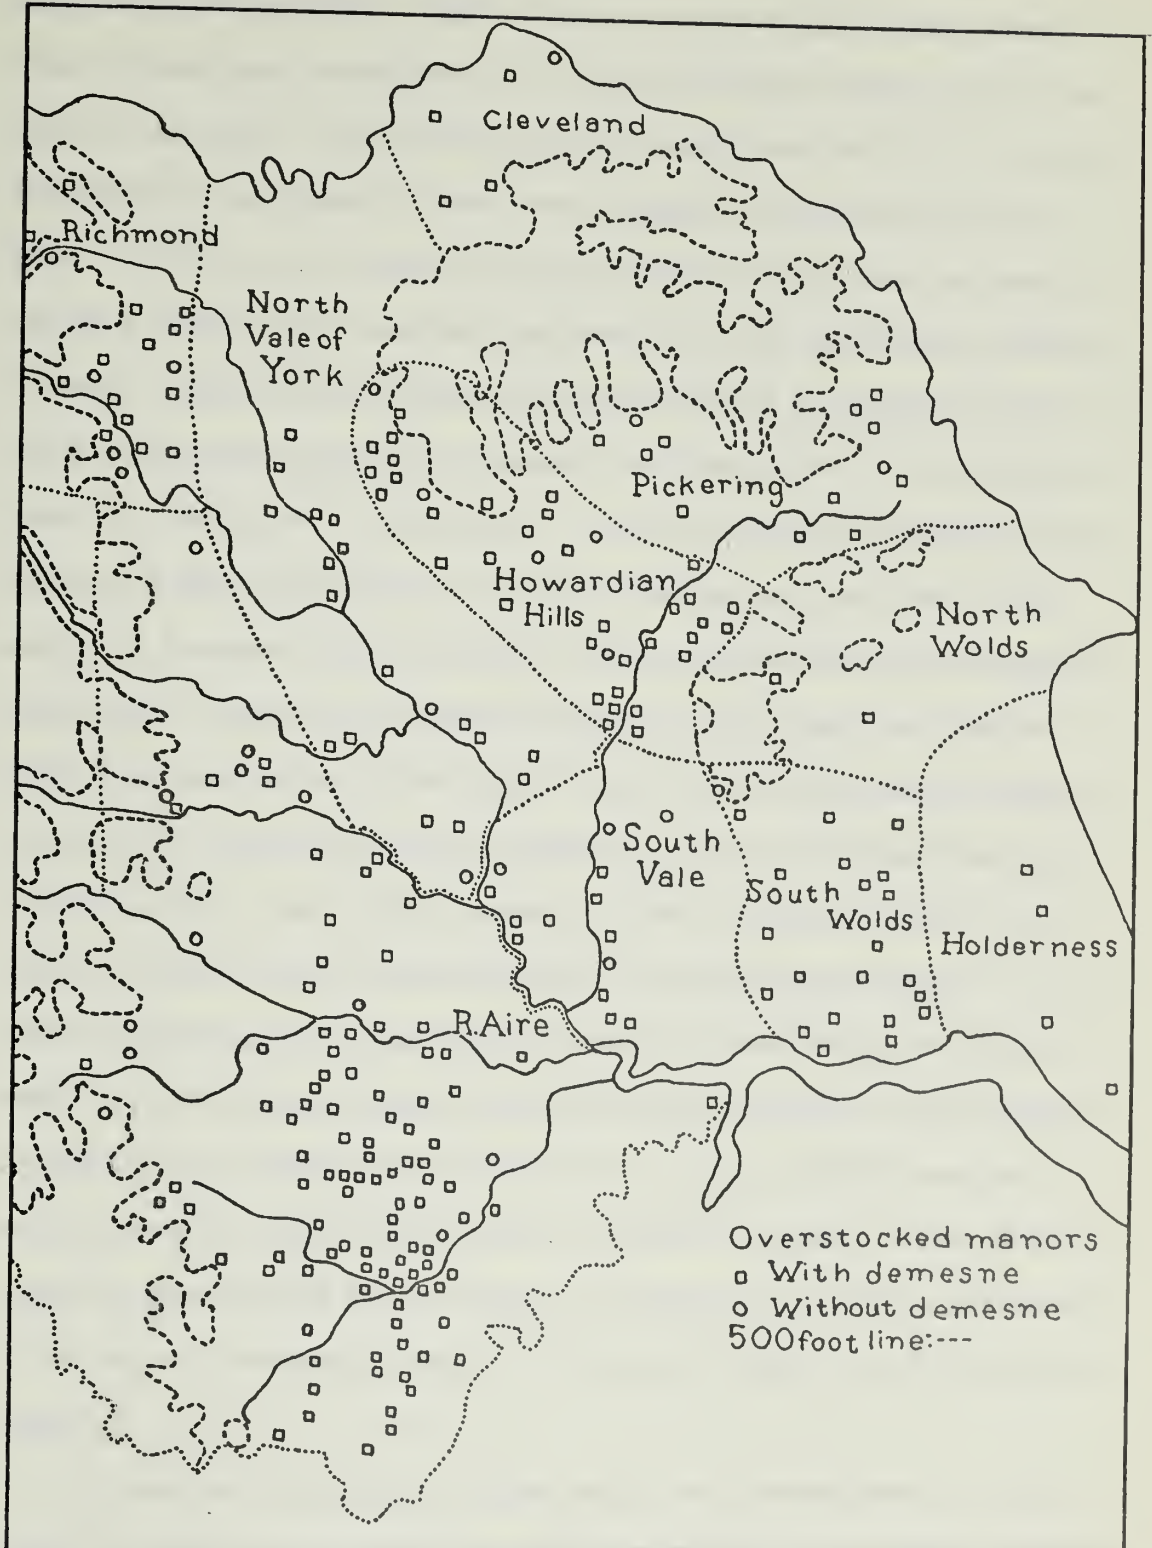 Cleveland
Richmond
North
Vale of
York
Pickering
Howardian
Hills
North
Wolds
South
Vale
South
Wolds
Holderness
R. Aire
Overstocked manors
With demesne
Without demesne
500 foot line:---